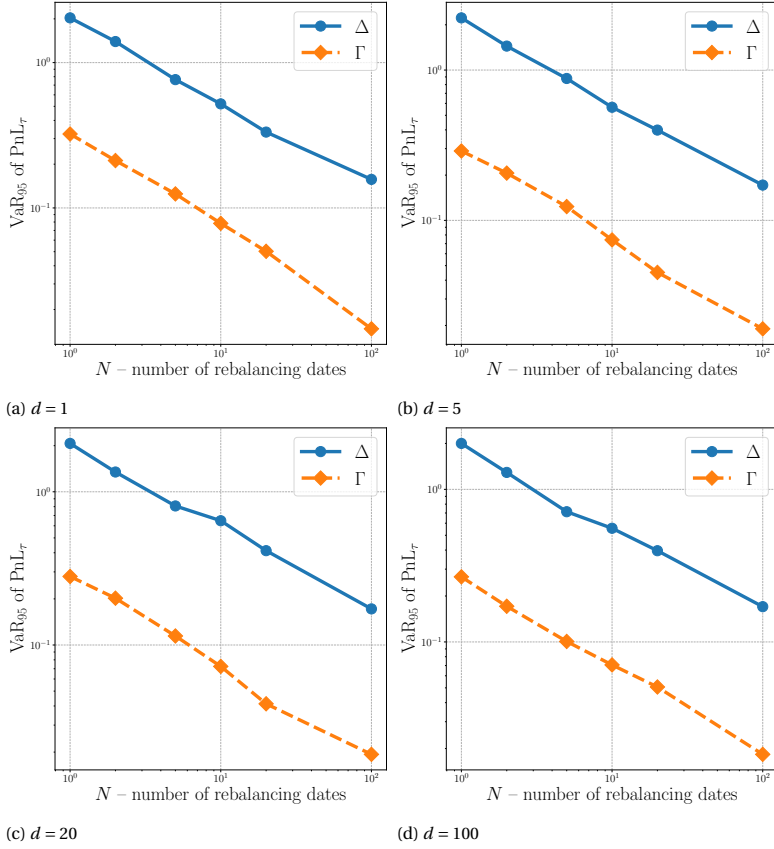 Δ
Γ
10⁰
10⁻¹
VaR₉₅ of PnL_τ
10⁰ 10¹ 10²
N – number of rebalancing dates
(a) d = 1
Δ
Γ
10⁰
10⁻¹
VaR₉₅ of PnL_τ
10⁰ 10¹ 10²
N – number of rebalancing dates
(b) d = 5
Δ
Γ
10⁰
10⁻¹
VaR₉₅ of PnL_τ
10⁰ 10¹ 10²
N – number of rebalancing dates
(c) d = 20
Δ
Γ
10⁰
10⁻¹
VaR₉₅ of PnL_τ
10⁰ 10¹ 10²
N – number of rebalancing dates
(d) d = 100